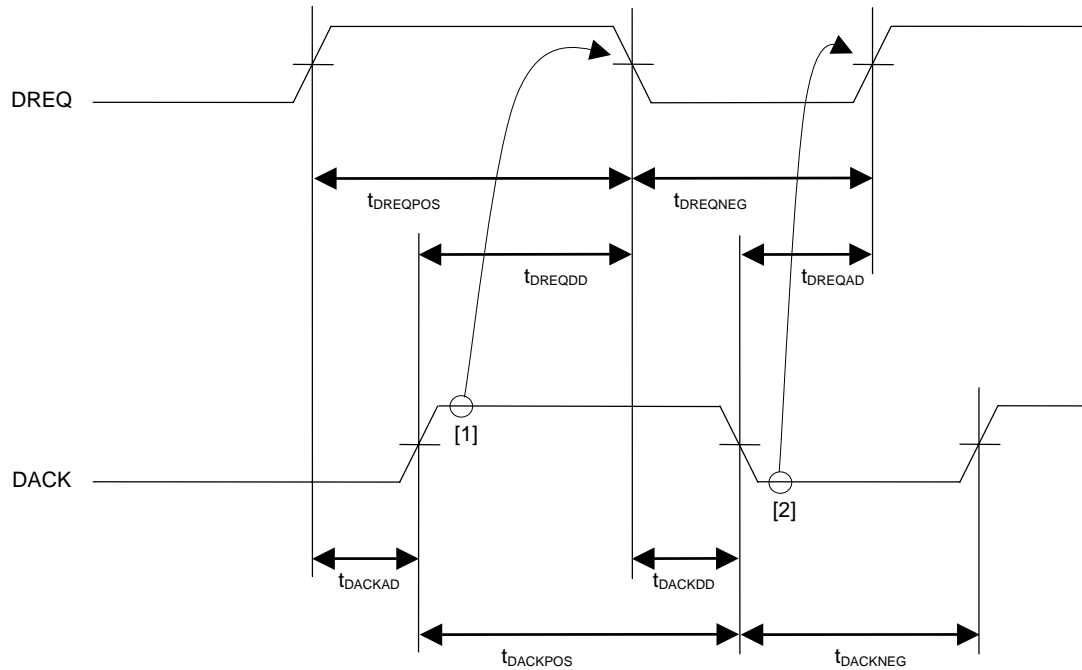 DREQ
tDREQPOS
tDREQNEG
tDREQDD
tDREQAD
[1]
DACK
[2]
tDACKAD
tDACKDD
tDACKPOS
tDACKNEG